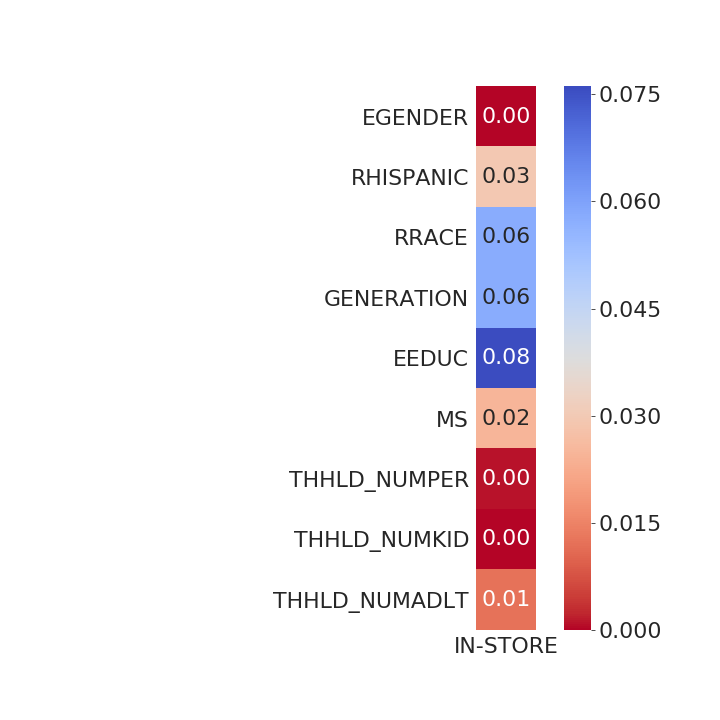 EGENDER 0.00
RHISPANIC 0.03
RRACE 0.06
GENERATION 0.06
EEDUC 0.08
MS 0.02
THHLD_NUMPER 0.00
THHLD_NUMKID 0.00
THHLD_NUMADLT 0.01
IN-STORE
0.075
0.060
0.045
0.030
0.015
0.000